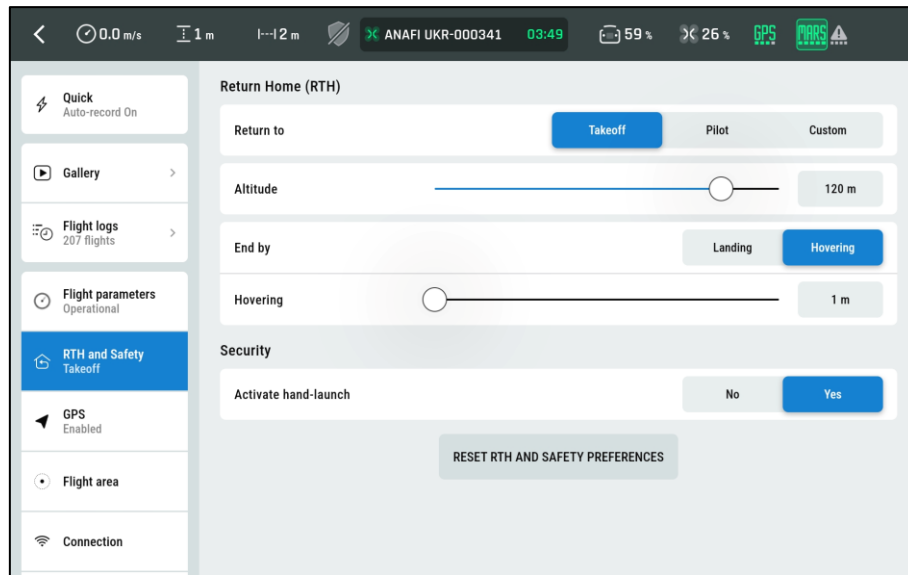 0.0 m/s 1 m 2 m ANAFI UKR-000341 03:49 59 % 26 % GPS MARS
Quick
Auto-record On
Gallery
Flight logs
207 flights
Flight parameters
Operational
RTH and Safety
Takeoff
GPS
Enabled
Flight area
Connection
Return Home (RTH)
Return to Takeoff Pilot Custom
Altitude 120 m
End by Landing Hovering
Hovering 1 m
Security
Activate hand-launch No Yes
RESET RTH AND SAFETY PREFERENCES